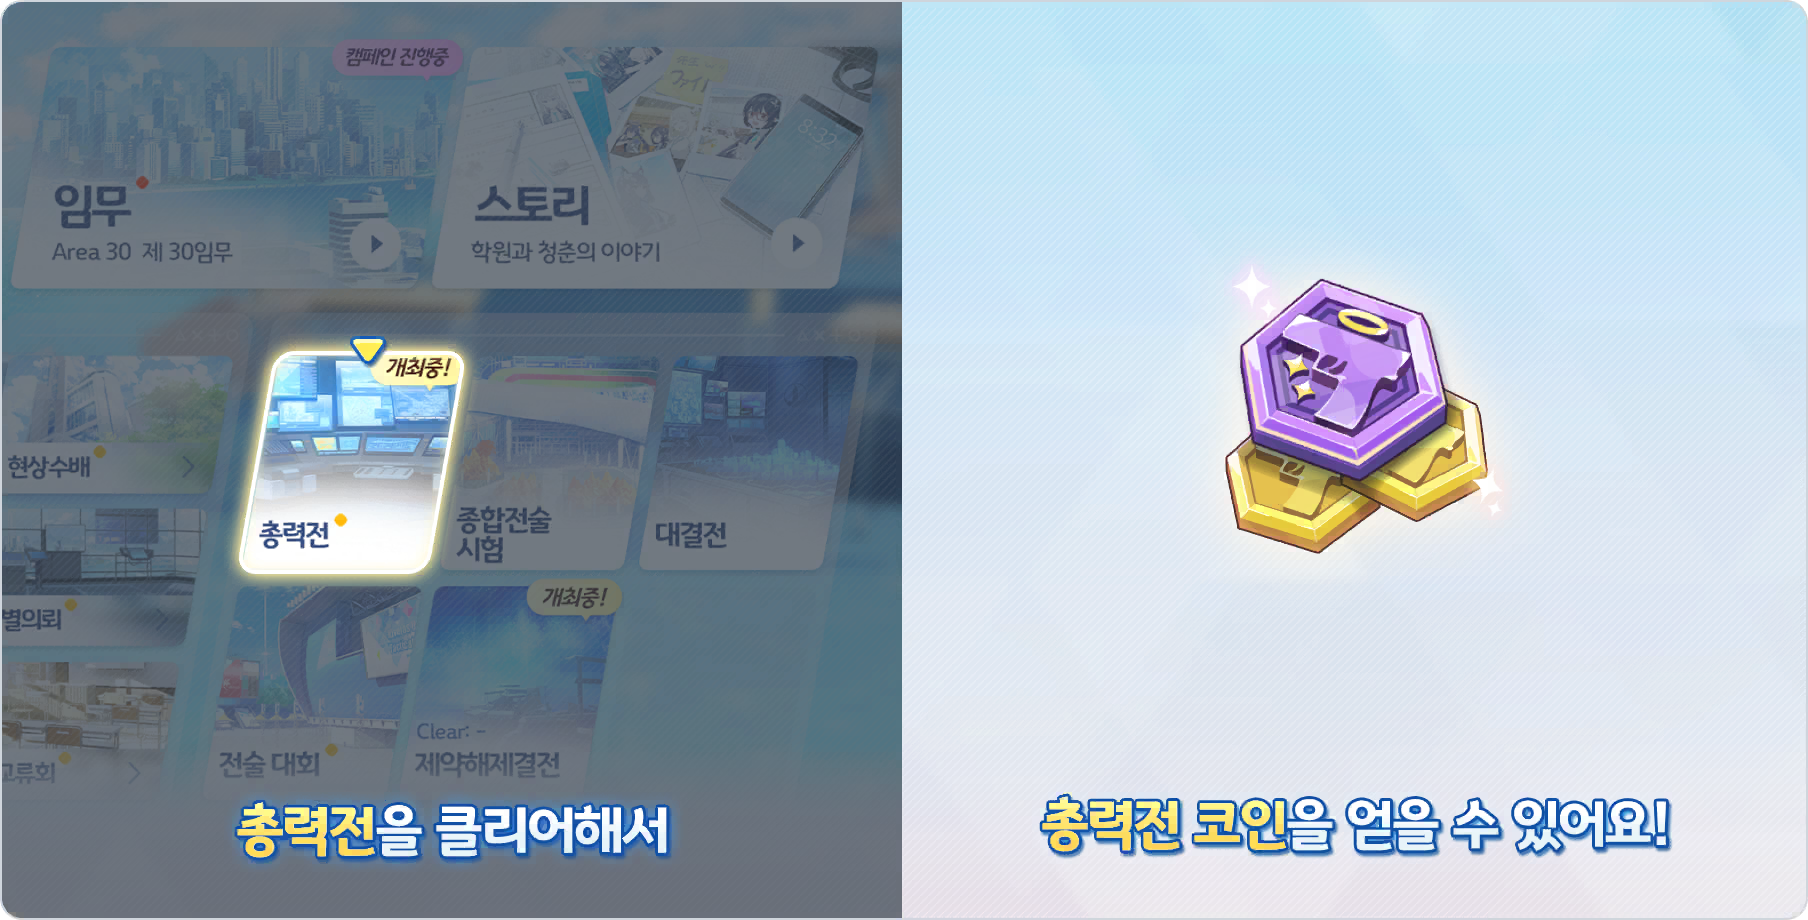 캠페인 진행중
임무
Area 30 제 30임무
스토리
학원과 청춘의 이야기
8:32
개최중!
현상수배
총력전
종합전술
시험
대결전
별의뢰
개최중!
교류회
전술 대회
Clear: -
제약해제결전
총력전을 클리어해서
총력전 코인을 얻을 수 있어요!